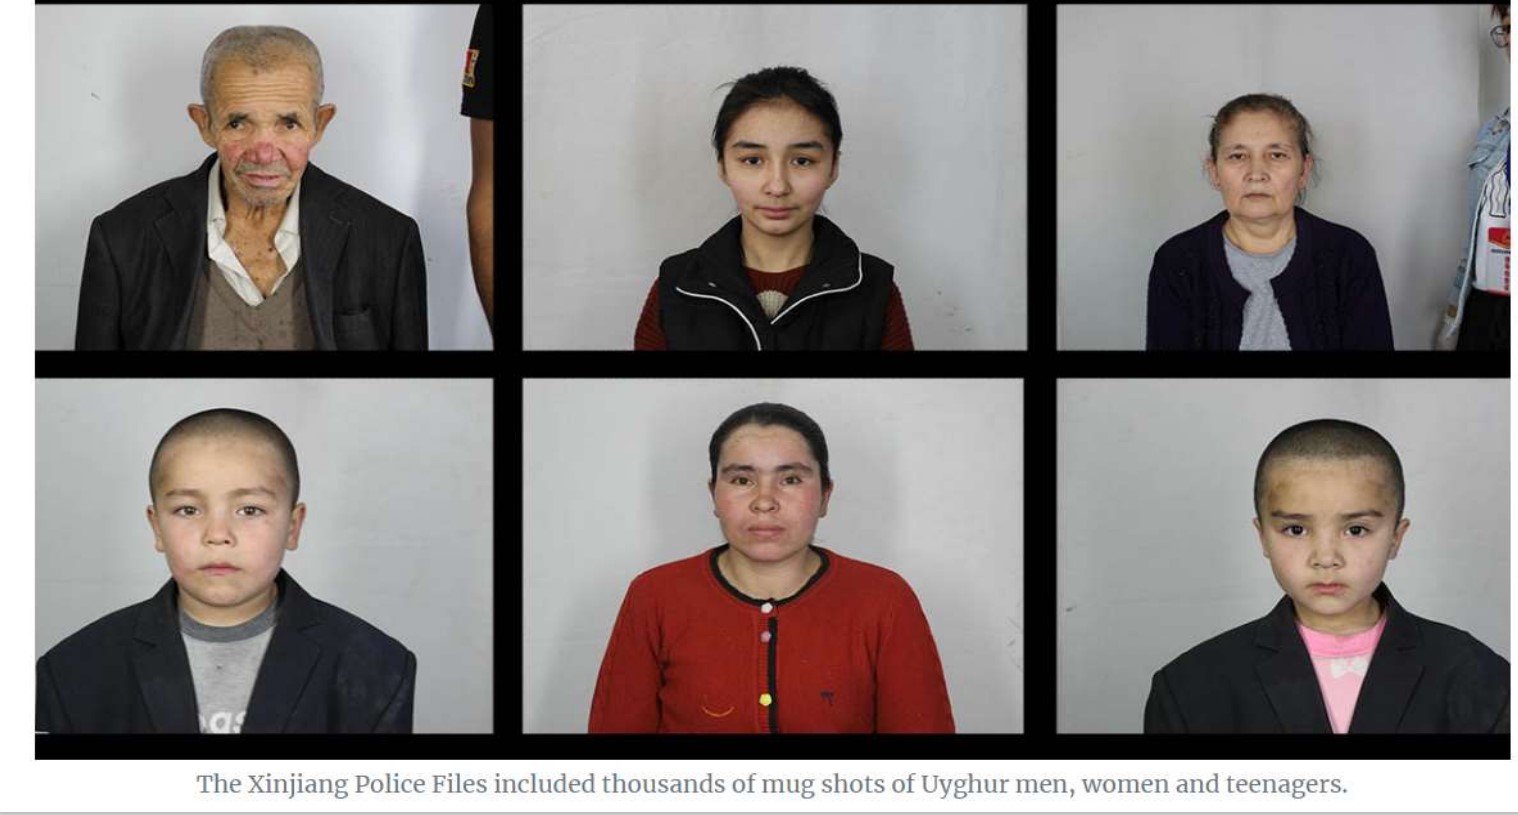 The Xinjiang Police Files included thousands of mug shots of Uyghur men, women and teenagers.